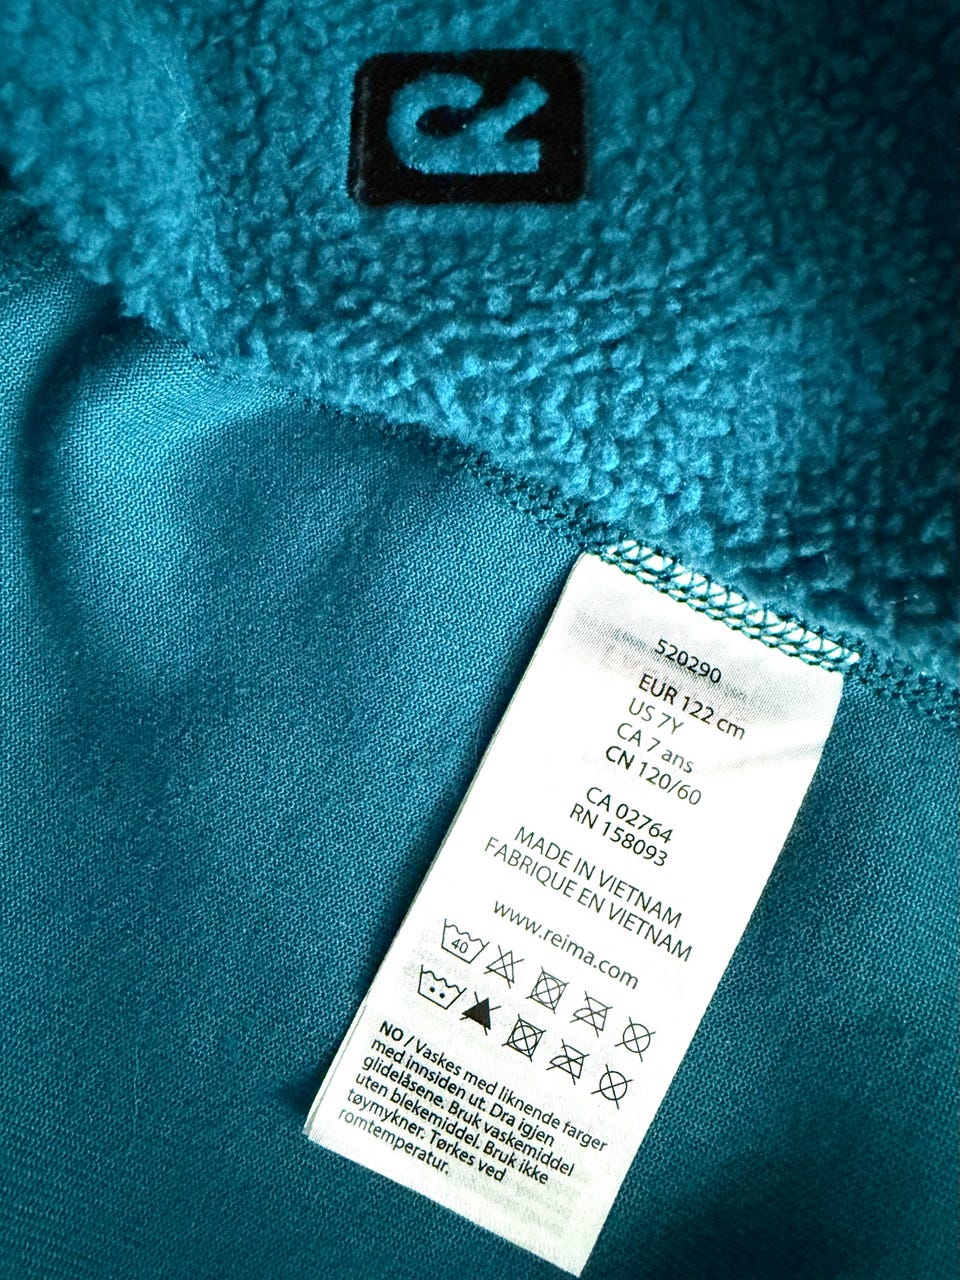 520290
EUR 122 cm
US 7Y
CA 7 ans
CN 120/60
CA 02764
RN 158093
MADE IN VIETNAM
FABRIQUE EN VIETNAM
www.reima.com
40
NO / Vaskes med liknende farger
med innsiden ut. Dra igjen
glidelåsene. Bruk vaskemiddel
uten blekemiddel. Bruk ikke
tøymykner. Tørkes ved
romtemperatur.